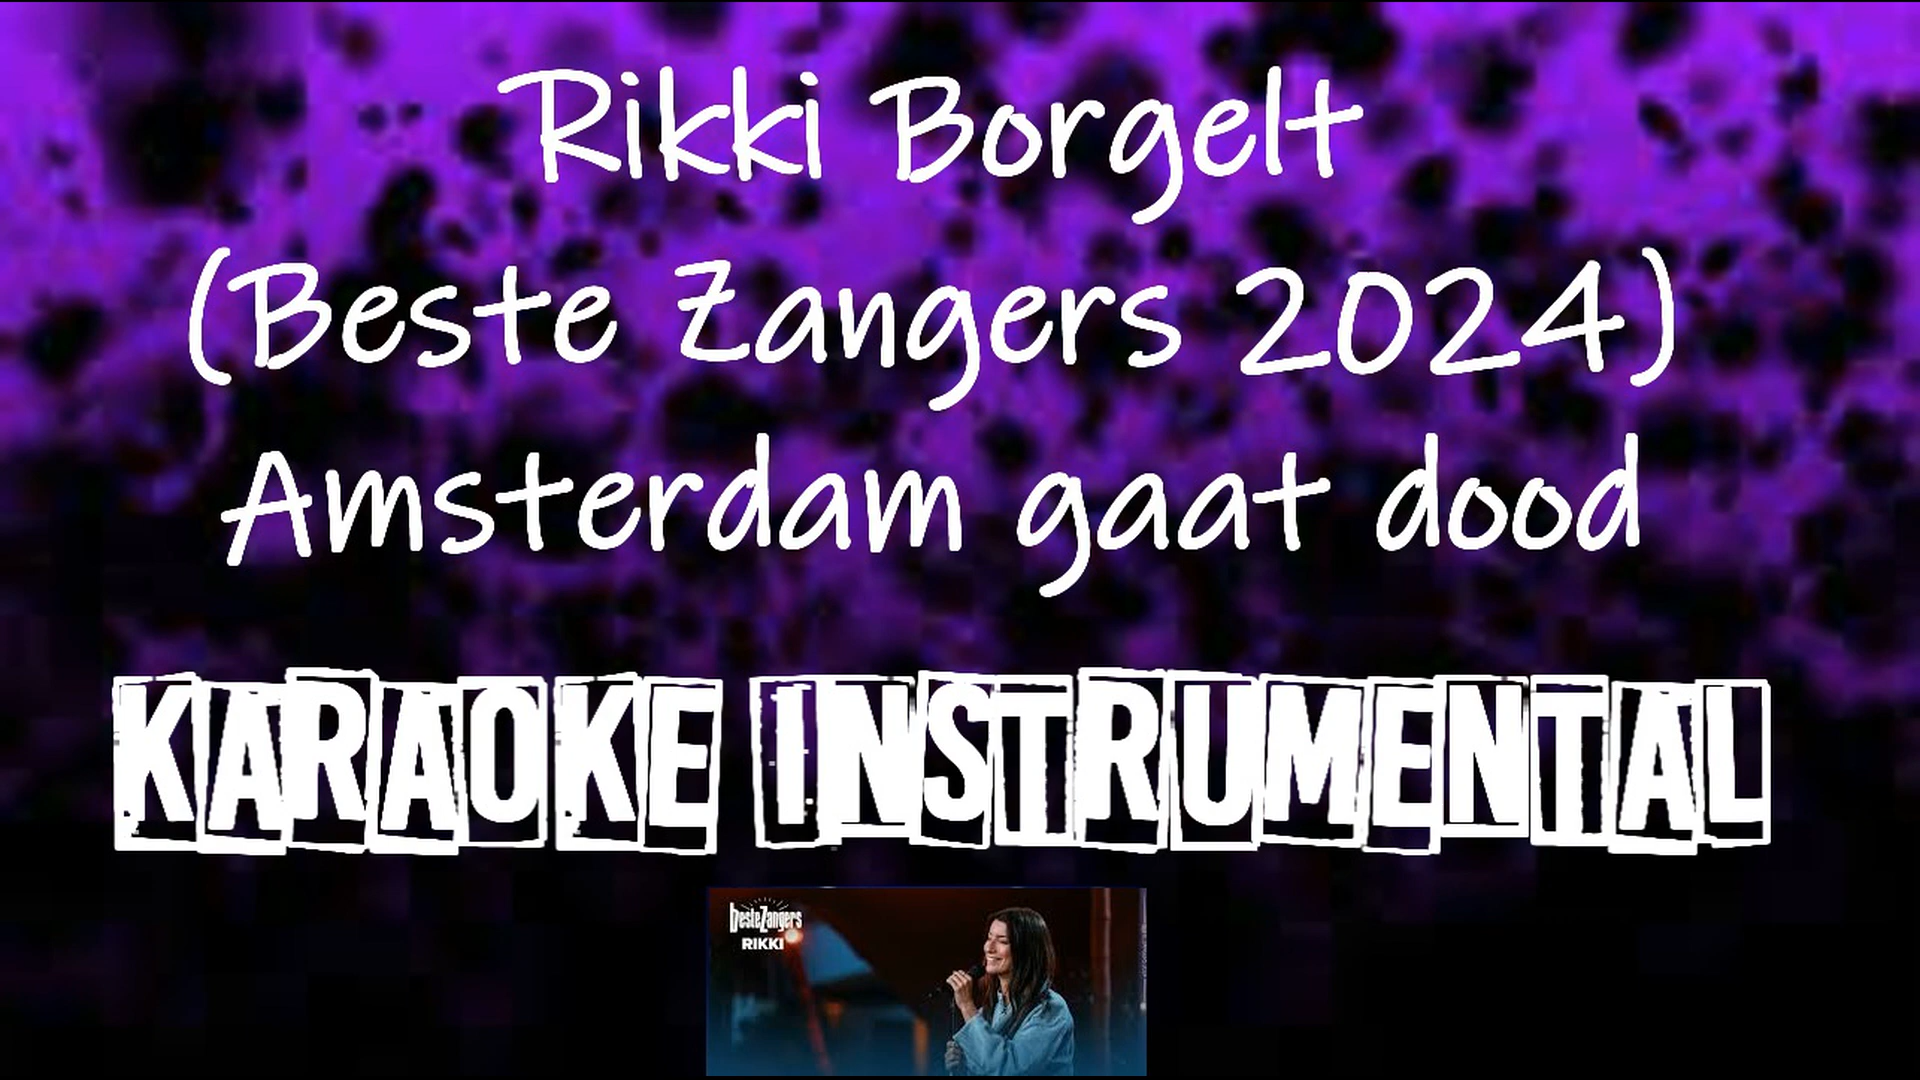 Rikki Borgelt
(Beste Zangers 2024)
Amsterdam gaat dood
KARAOKE INSTRUMENTAL
besteZangers
RIKKI